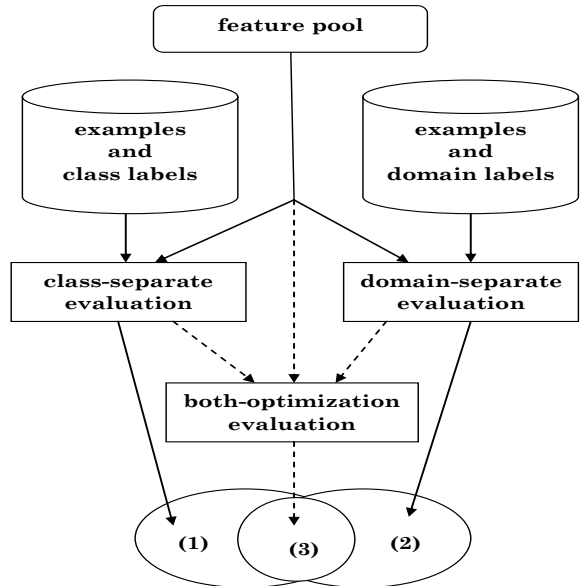 feature pool
examples
and
class labels
examples
and
domain labels
class-separate
evaluation
domain-separate
evaluation
both-optimization
evaluation
(1)
(3)
(2)